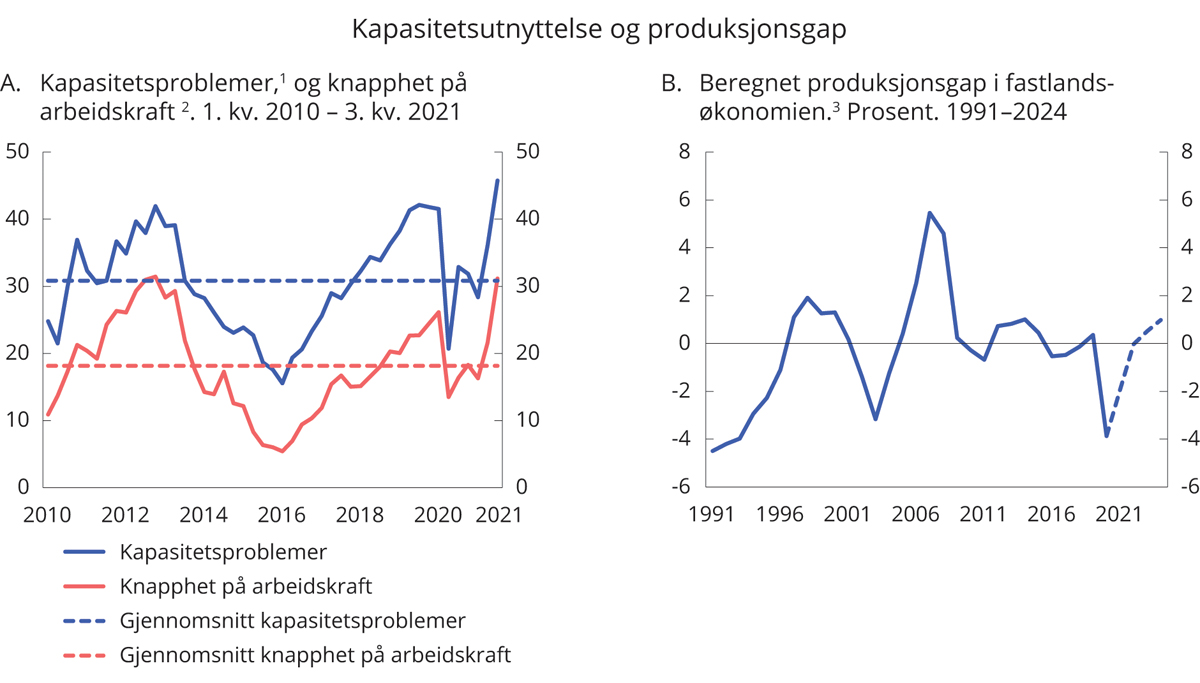 Kapasitetsutnyttelse og produksjonsgap
A. Kapasitetsproblemer,¹ og knapphet på
arbeidskraft ². 1. kv. 2010 – 3. kv. 2021
50 50
40 40
30 30
20 20
10 10
0 0
2010 2012 2014 2016 2018 2020 2021
Kapasitetsproblemer
Knapphet på arbeidskraft
Gjennomsnitt kapasitetsproblemer
Gjennomsnitt knapphet på arbeidskraft
B. Beregnet produksjonsgap i fastlands-
økonomien.³ Prosent. 1991–2024
8 8
6 6
4 4
2 2
0 0
-2 -2
-4 -4
-6 -6
1991 1996 2001 2006 2011 2016 2021